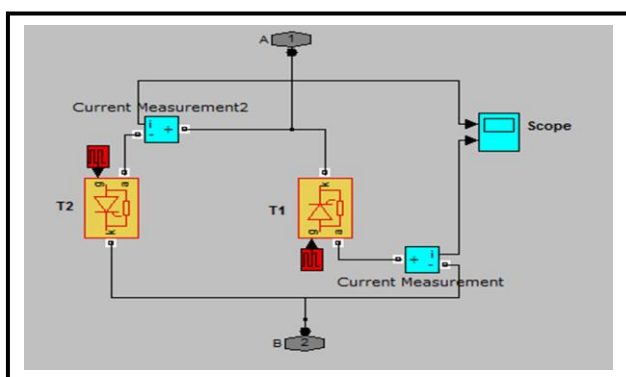 A 1
Current Measurement2
i
- +
Scope
g a
T2
k
k
T1
g a
+ i
-
Current Measurement
B 2